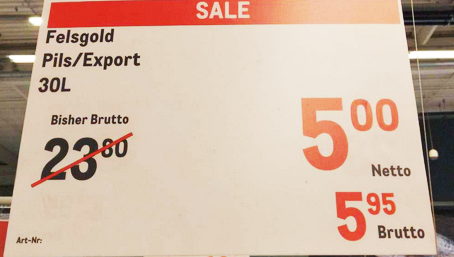 SALE
Felsgold
Pils/Export
30L
Bisher Brutto
23 80
5 00
Netto
5 95
Brutto
Art-Nr: